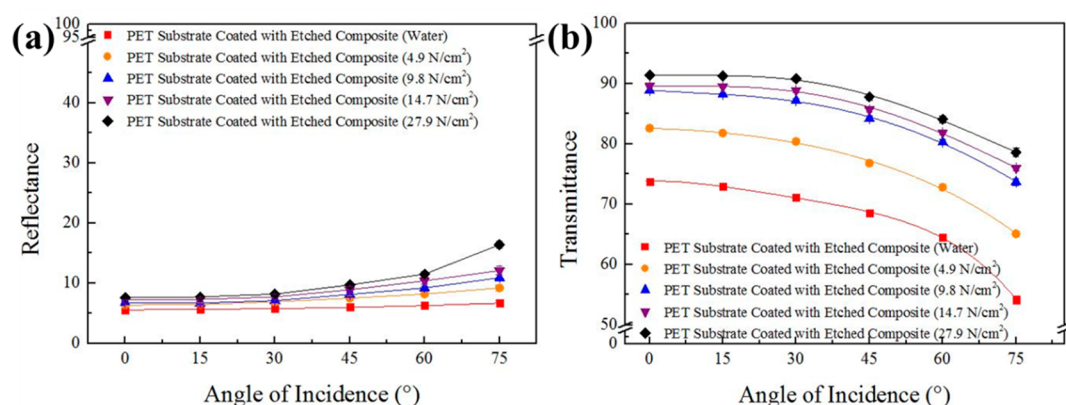 (a)
100
95
40
30
20
10
0
Reflectance
PET Substrate Coated with Etched Composite (Water)
PET Substrate Coated with Etched Composite (4.9 N/cm²)
PET Substrate Coated with Etched Composite (9.8 N/cm²)
PET Substrate Coated with Etched Composite (14.7 N/cm²)
PET Substrate Coated with Etched Composite (27.9 N/cm²)
0 15 30 45 60 75
Angle of Incidence (°)
(b)
100
90
80
70
60
50
0
Transmittance
PET Substrate Coated with Etched Composite (Water)
PET Substrate Coated with Etched Composite (4.9 N/cm²)
PET Substrate Coated with Etched Composite (9.8 N/cm²)
PET Substrate Coated with Etched Composite (14.7 N/cm²)
PET Substrate Coated with Etched Composite (27.9 N/cm²)
0 15 30 45 60 75
Angle of Incidence (°)